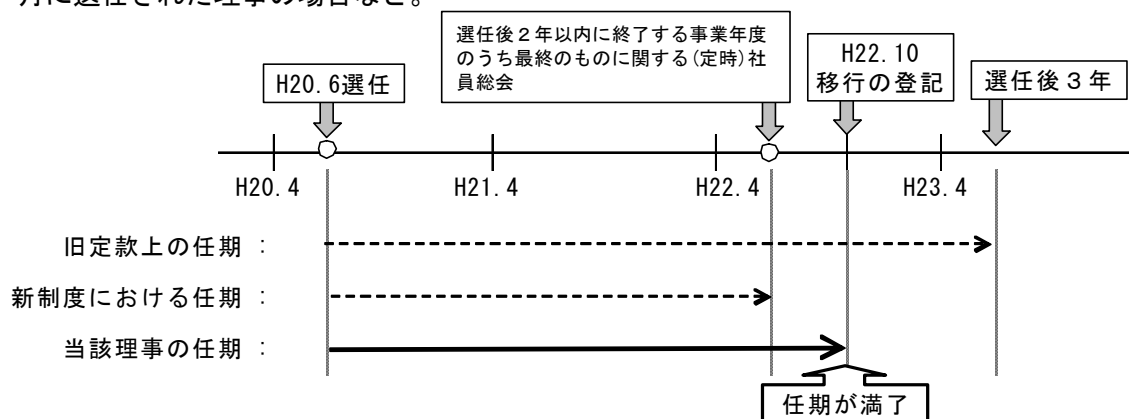 月に選任された理事の場合など。
選任後２年以内に終了する事業年度
のうち最終のものに関する(定時)社
員総会
H20.6選任
H22.10
移行の登記
選任後３年
H20.4
H21.4
H22.4
H23.4
旧定款上の任期：
新制度における任期：
当該理事の任期：
任期が満了